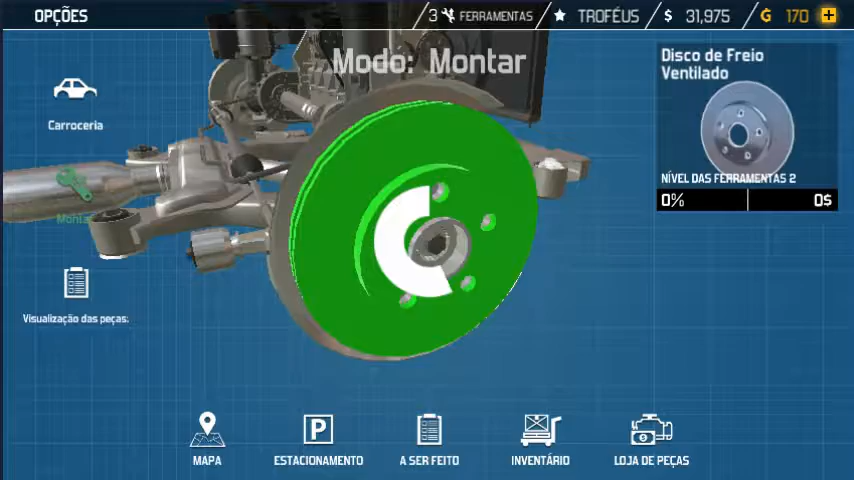 OPÇÕES
3 FERRAMENTAS
TROFÉUS
$ 31,975
G 170
Modo: Montar
Disco de Freio
Ventilado
NÍVEL DAS FERRAMENTAS 2
0%
0$
Carroceria
Montar
Visualização das peças:
MAPA
P
ESTACIONAMENTO
A SER FEITO
INVENTÁRIO
LOJA DE PEÇAS